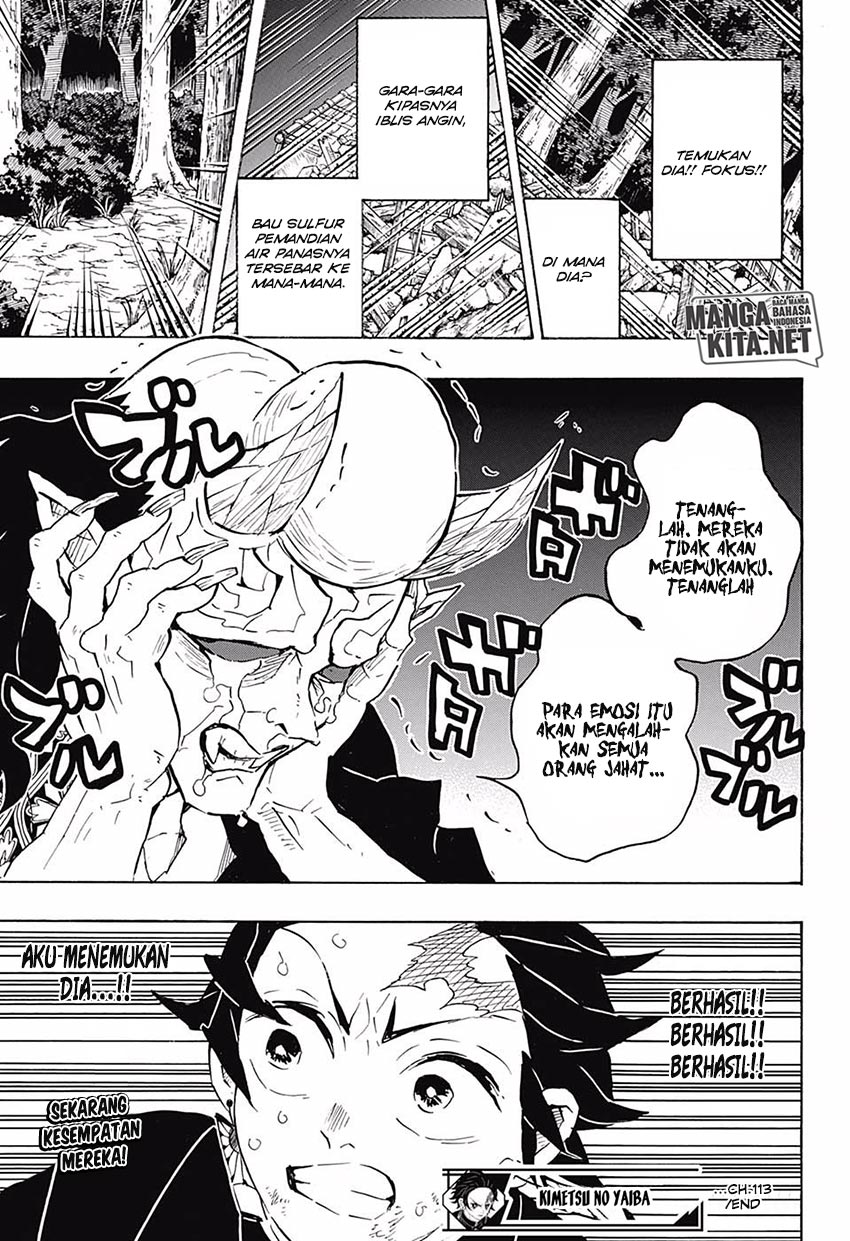 TEMUKAN
DIA!! FOKUS!!
DI MANA
DIA?
GARA-GARA
KIPASNYA
IBLIS ANGIN,
BAU SULFUR
PEMANDIAN
AIR PANASNYA
TERSEBAR KE
MANA-MANA.
MANGA
KITA.NET
BACA MANGA
BAHASA
INDONESIA
TENANG-
LAH. MEREKA
TIDAK AKAN
MENEMUKANKU.
TENANGLAH
PARA EMOSI ITU
AKAN MENGALAH-
KAN SEMUA
ORANG JAHAT...
ギョロ
ギョロ
ブル
ブル
ブル
ブル
BERHASIL!!
BERHASIL!!
BERHASIL!!
AKU MENEMUKAN
DIA...!!
SEKARANG
KESEMPATAN
MEREKA!
KIMETSU NO YAIBA
...CH.113
/END